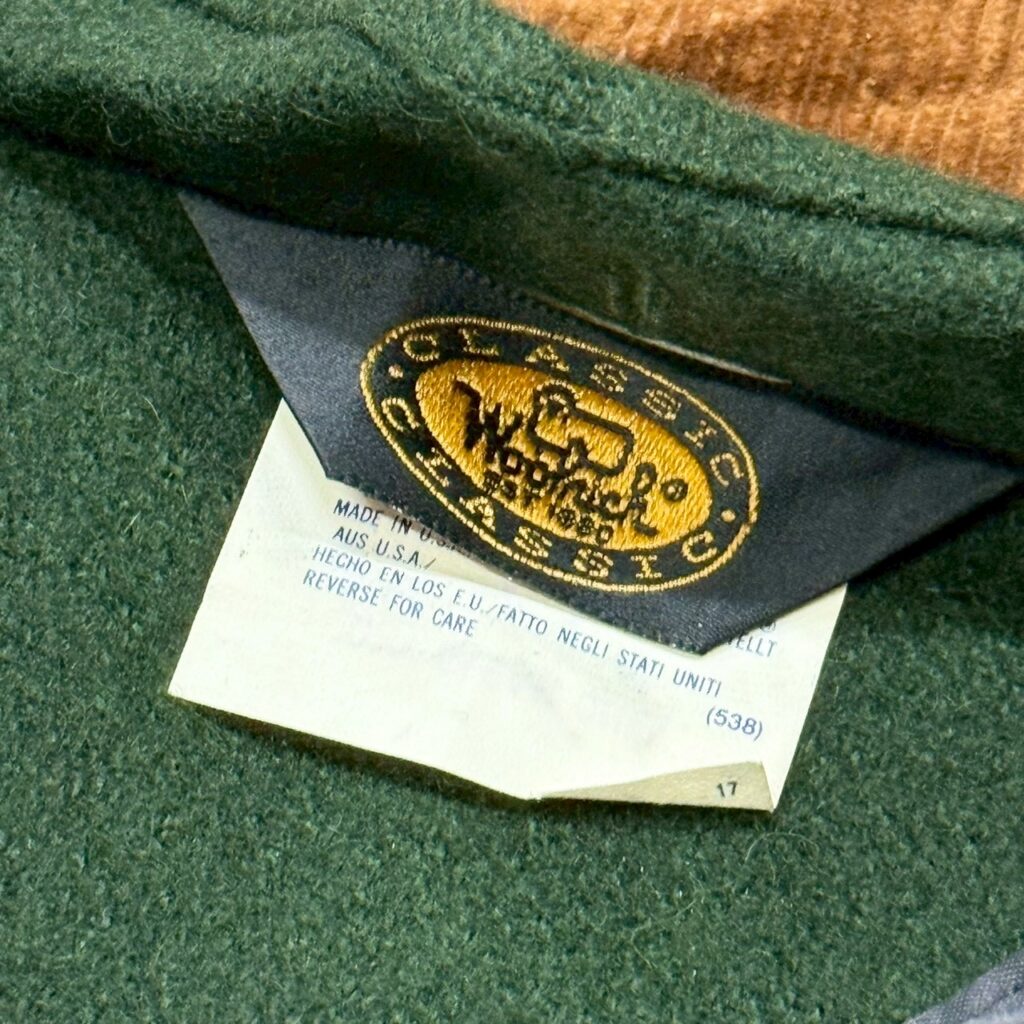 CLASSIC
Woolrich®
EST. 1830
CLASSIC
MADE IN U.S.A.
AUS U.S.A./
HECHO EN LOS E.U./FATTO NEGLI STATI UNITI
REVERSE FOR CARE
(538)
17